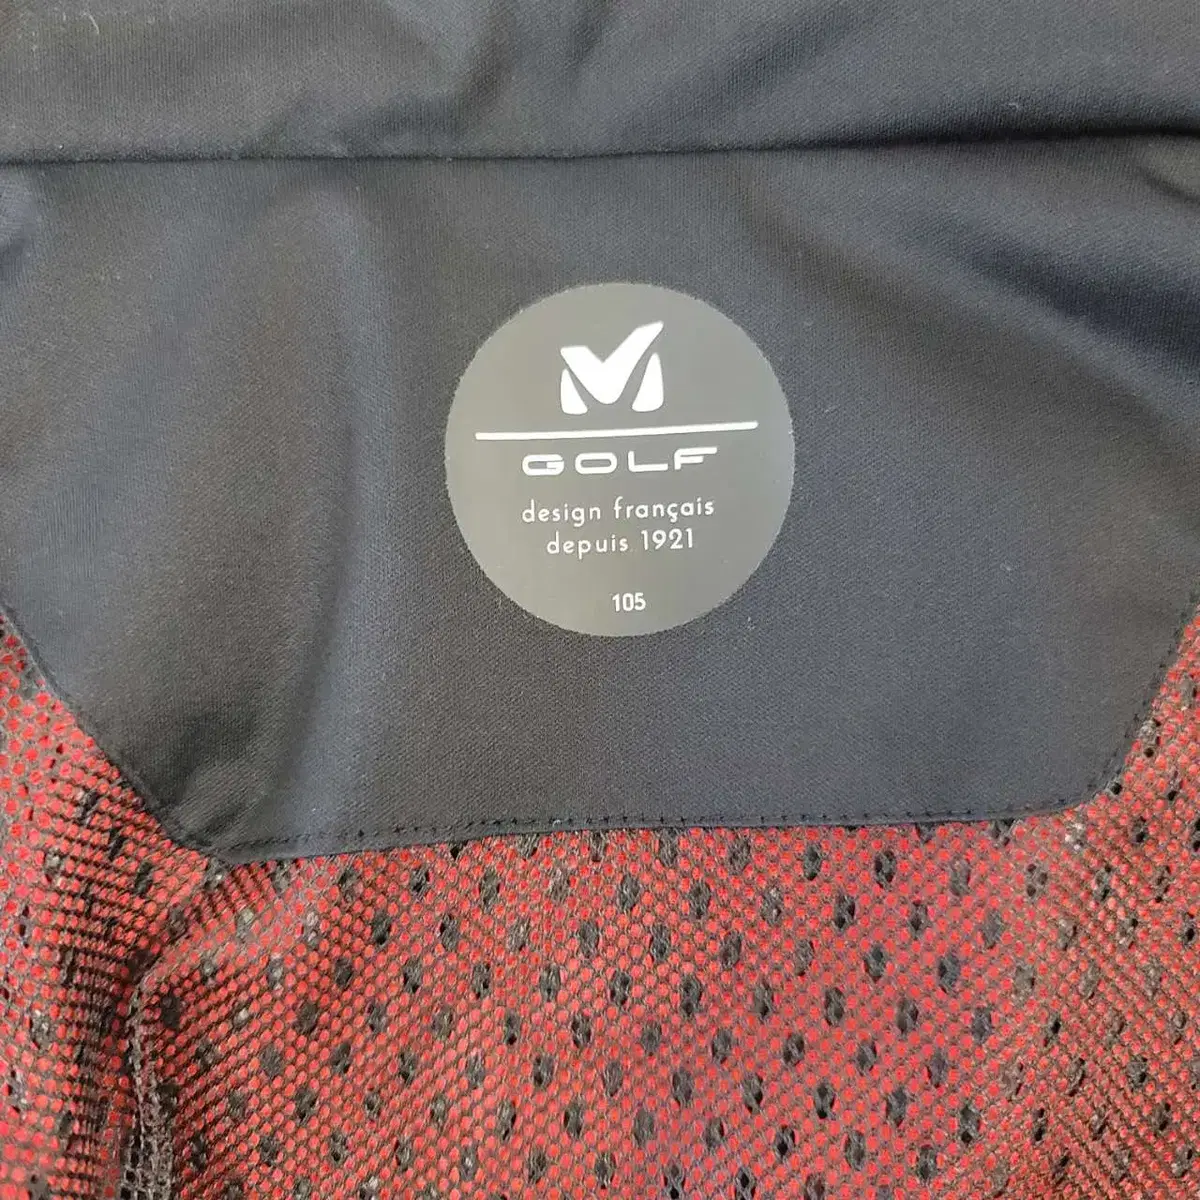 M
GOLF
design français
depuis 1921
105